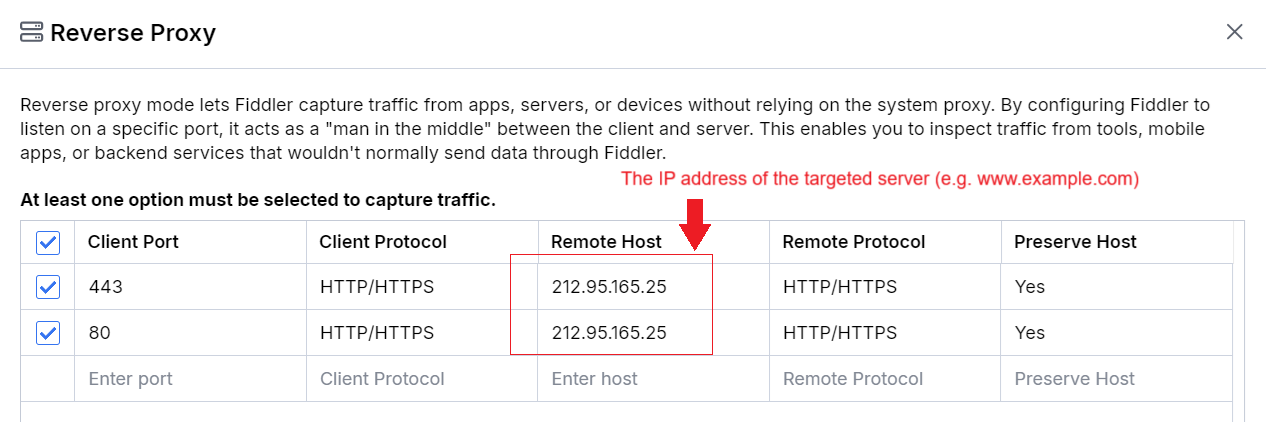 Reverse Proxy
Reverse proxy mode lets Fiddler capture traffic from apps, servers, or devices without relying on the system proxy. By configuring Fiddler to
listen on a specific port, it acts as a "man in the middle" between the client and server. This enables you to inspect traffic from tools, mobile
apps, or backend services that wouldn't normally send data through Fiddler.
The IP address of the targeted server (e.g. www.example.com)
At least one option must be selected to capture traffic.
Client Port Client Protocol Remote Host Remote Protocol Preserve Host
443 HTTP/HTTPS 212.95.165.25 HTTP/HTTPS Yes
80 HTTP/HTTPS 212.95.165.25 HTTP/HTTPS Yes
Enter port Client Protocol Enter host Remote Protocol Preserve Host